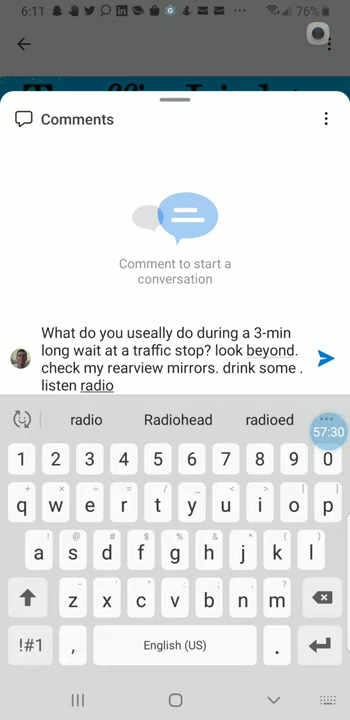 6:11
76%
Comments
Comment to start a
conversation
What do you useally do during a 3-min
long wait at a traffic stop? look beyond.
check my rearview mirrors. drink some .
listen radio
radio Radiohead radioed
57:30
1 2 3 4 5 6 7 8 9 0
+ × ÷ = / _ < > [ ]
q w e r t y u i o p
! @ # $ % & * ( )
a s d f g h j k l
- ' " : ; , ?
z x c v b n m
!#1 , English (US) .